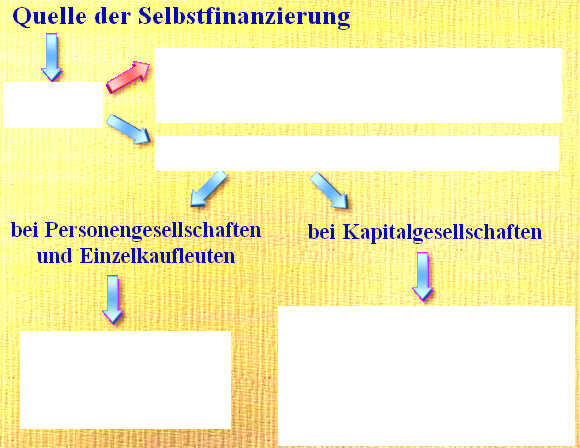 Quelle der Selbstfinanzierung
bei Personengesellschaften
und Einzelkaufleuten
bei Kapitalgesellschaften